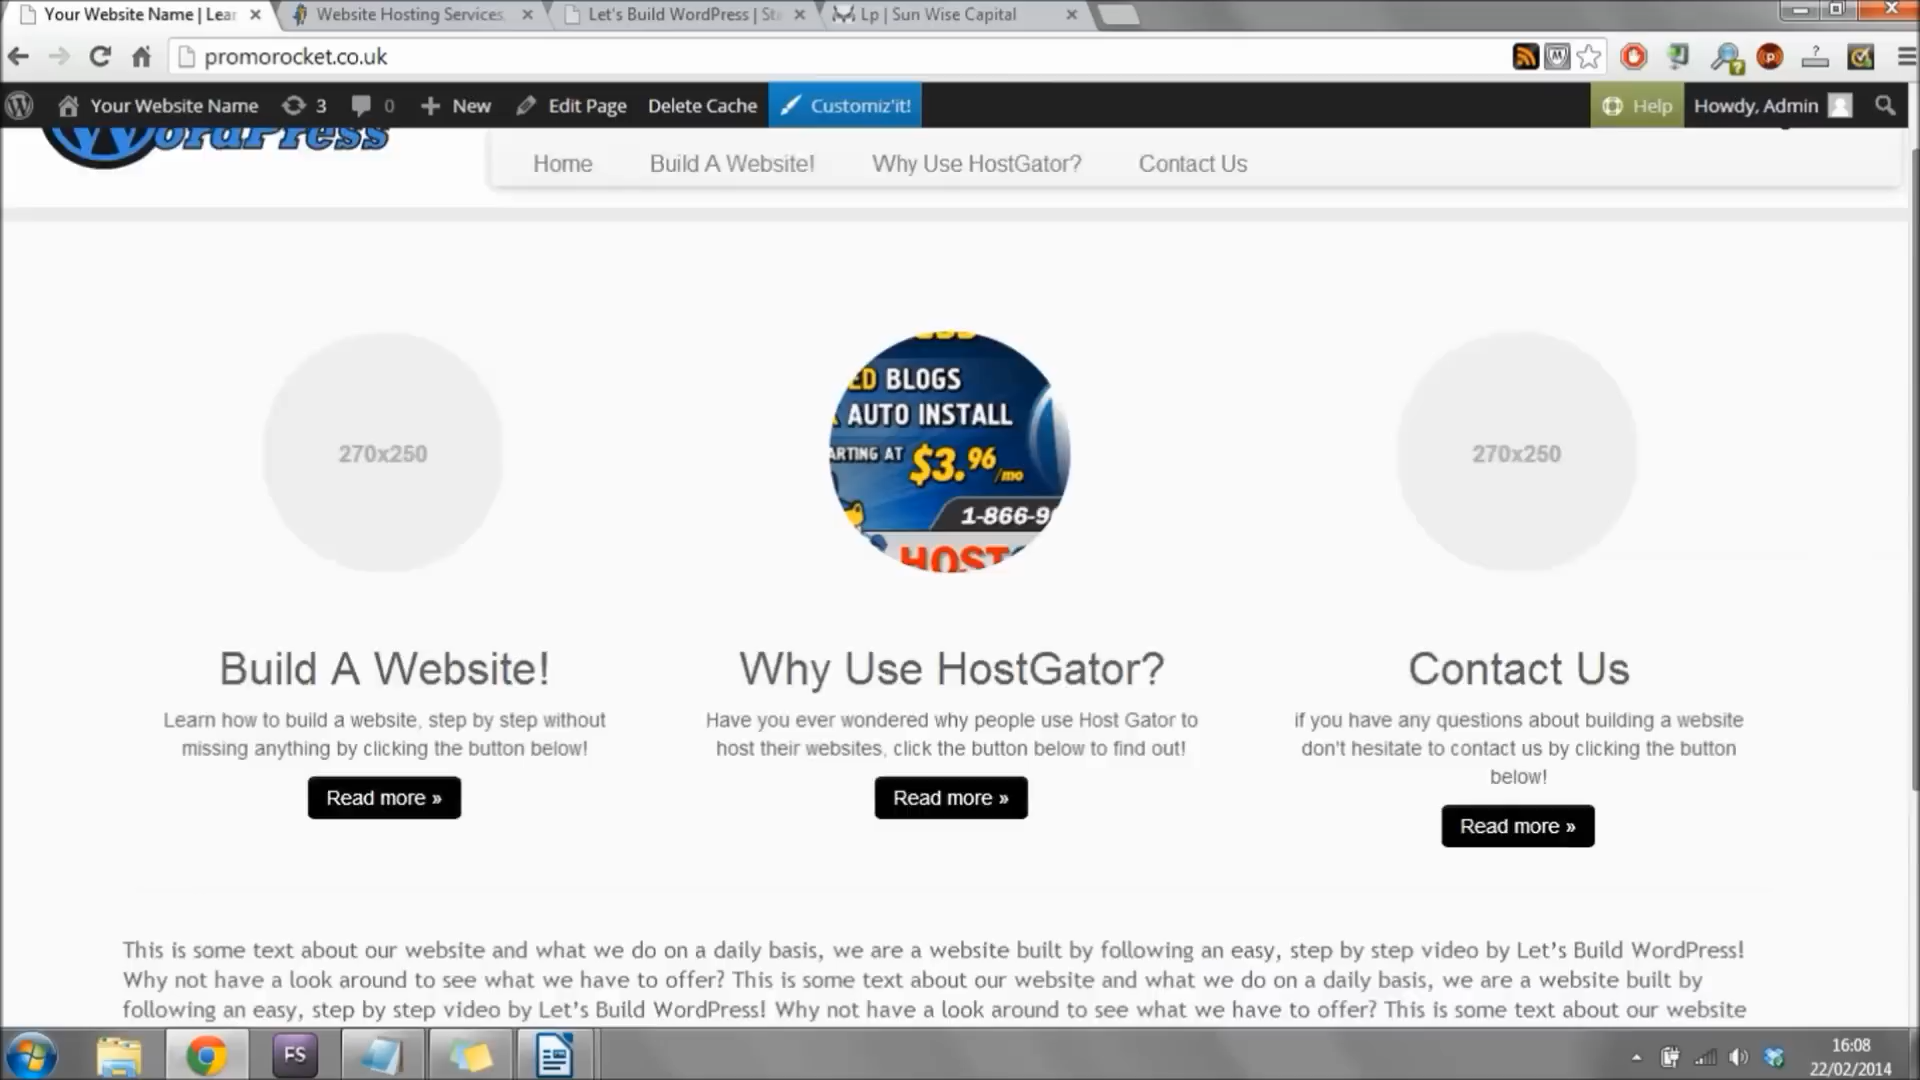 Your Website Name | Lear
Website Hosting Services,
Let's Build WordPress | St
Lp | Sun Wise Capital
promorocket.co.uk
Your Website Name 3 0 New Edit Page Delete Cache Customiz'it! Help Howdy, Admin
WordPress
Home Build A Website! Why Use HostGator? Contact Us
270x250
ED BLOGS
AUTO INSTALL
ARTING AT $3.96/mo
1-866-9
HOST
270x250
Build A Website!
Learn how to build a website, step by step without
missing anything by clicking the button below!
Read more »
Why Use HostGator?
Have you ever wondered why people use Host Gator to
host their websites, click the button below to find out!
Read more »
Contact Us
if you have any questions about building a website
don't hesitate to contact us by clicking the button
below!
Read more »
This is some text about our website and what we do on a daily basis, we are a website built by following an easy, step by step video by Let’s Build WordPress!
Why not have a look around to see what we have to offer? This is some text about our website and what we do on a daily basis, we are a website built by
following an easy, step by step video by Let’s Build WordPress! Why not have a look around to see what we have to offer? This is some text about our website
FS
16:08
22/02/2014